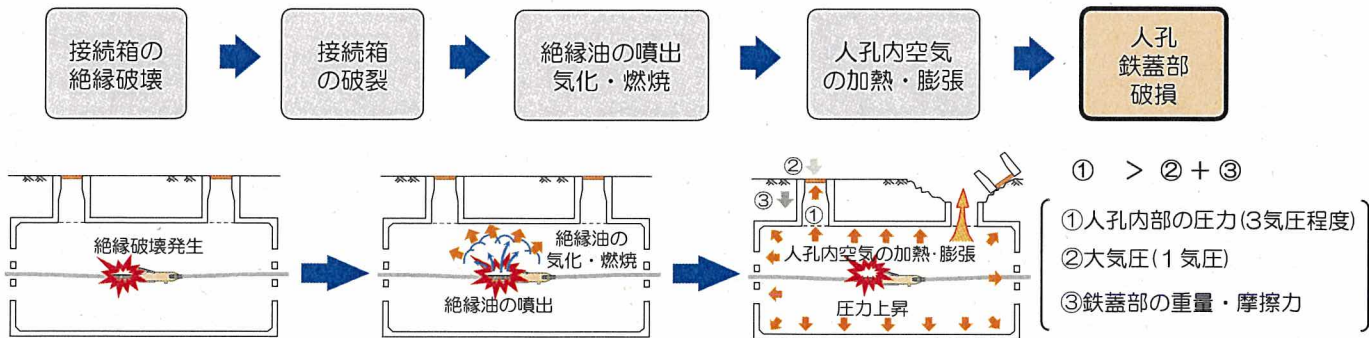 接続箱の
絶縁破壊
接続箱
の破裂
絶縁油の噴出
気化・燃焼
人孔内空気
の加熱・膨張
人孔
鉄蓋部
破損
絶縁破壊発生
絶縁油の
気化・燃焼
絶縁油の噴出
②
③
①
人孔内空気の加熱・膨張
圧力上昇
① > ② + ③
①人孔内部の圧力(3気圧程度)
②大気圧(1気圧)
③鉄蓋部の重量・摩擦力